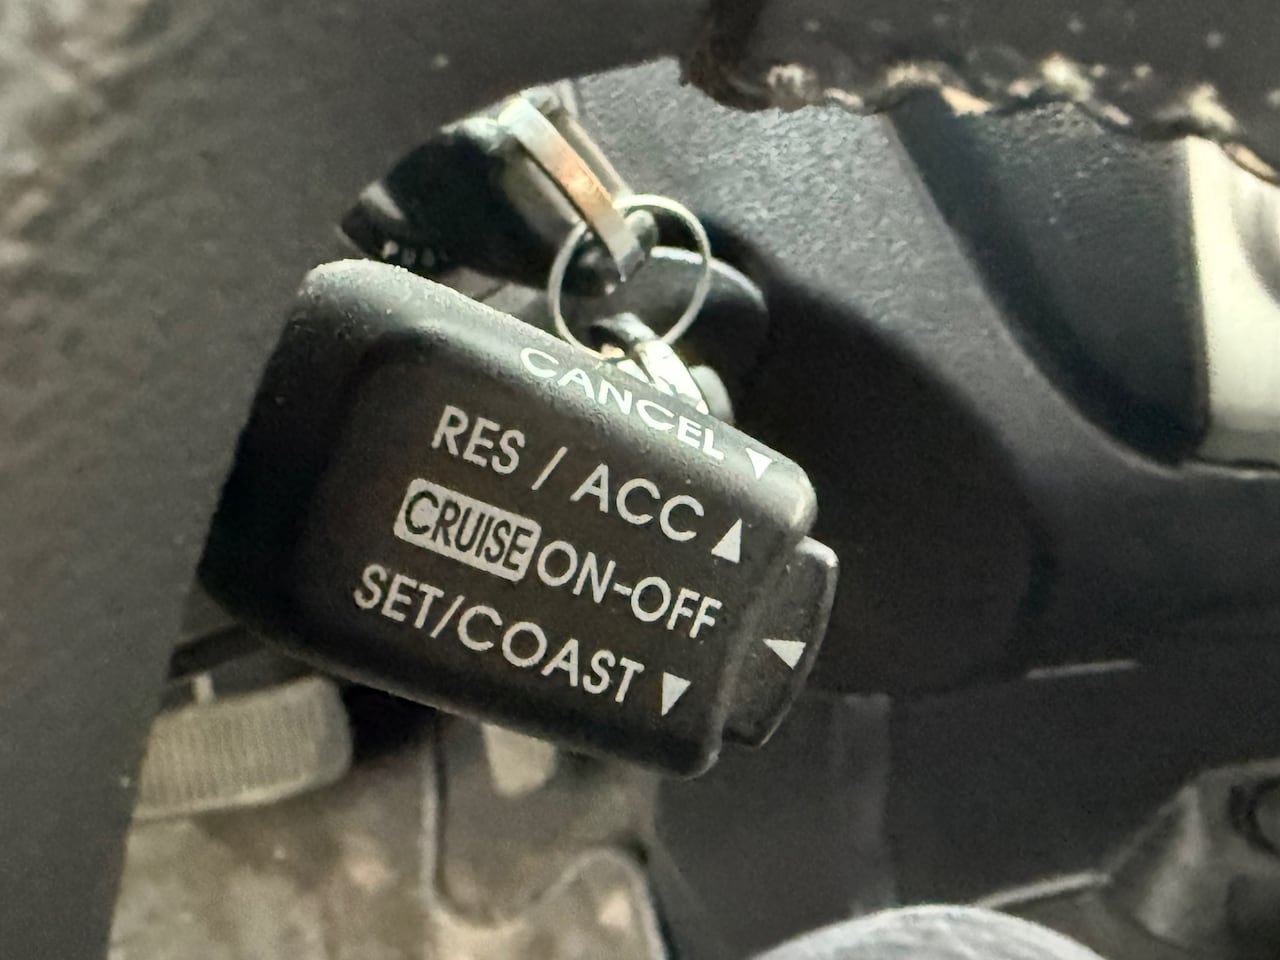 CANCEL ▼
RES / ACC ▲
CRUISE ON-OFF ◀
SET/COAST ▼